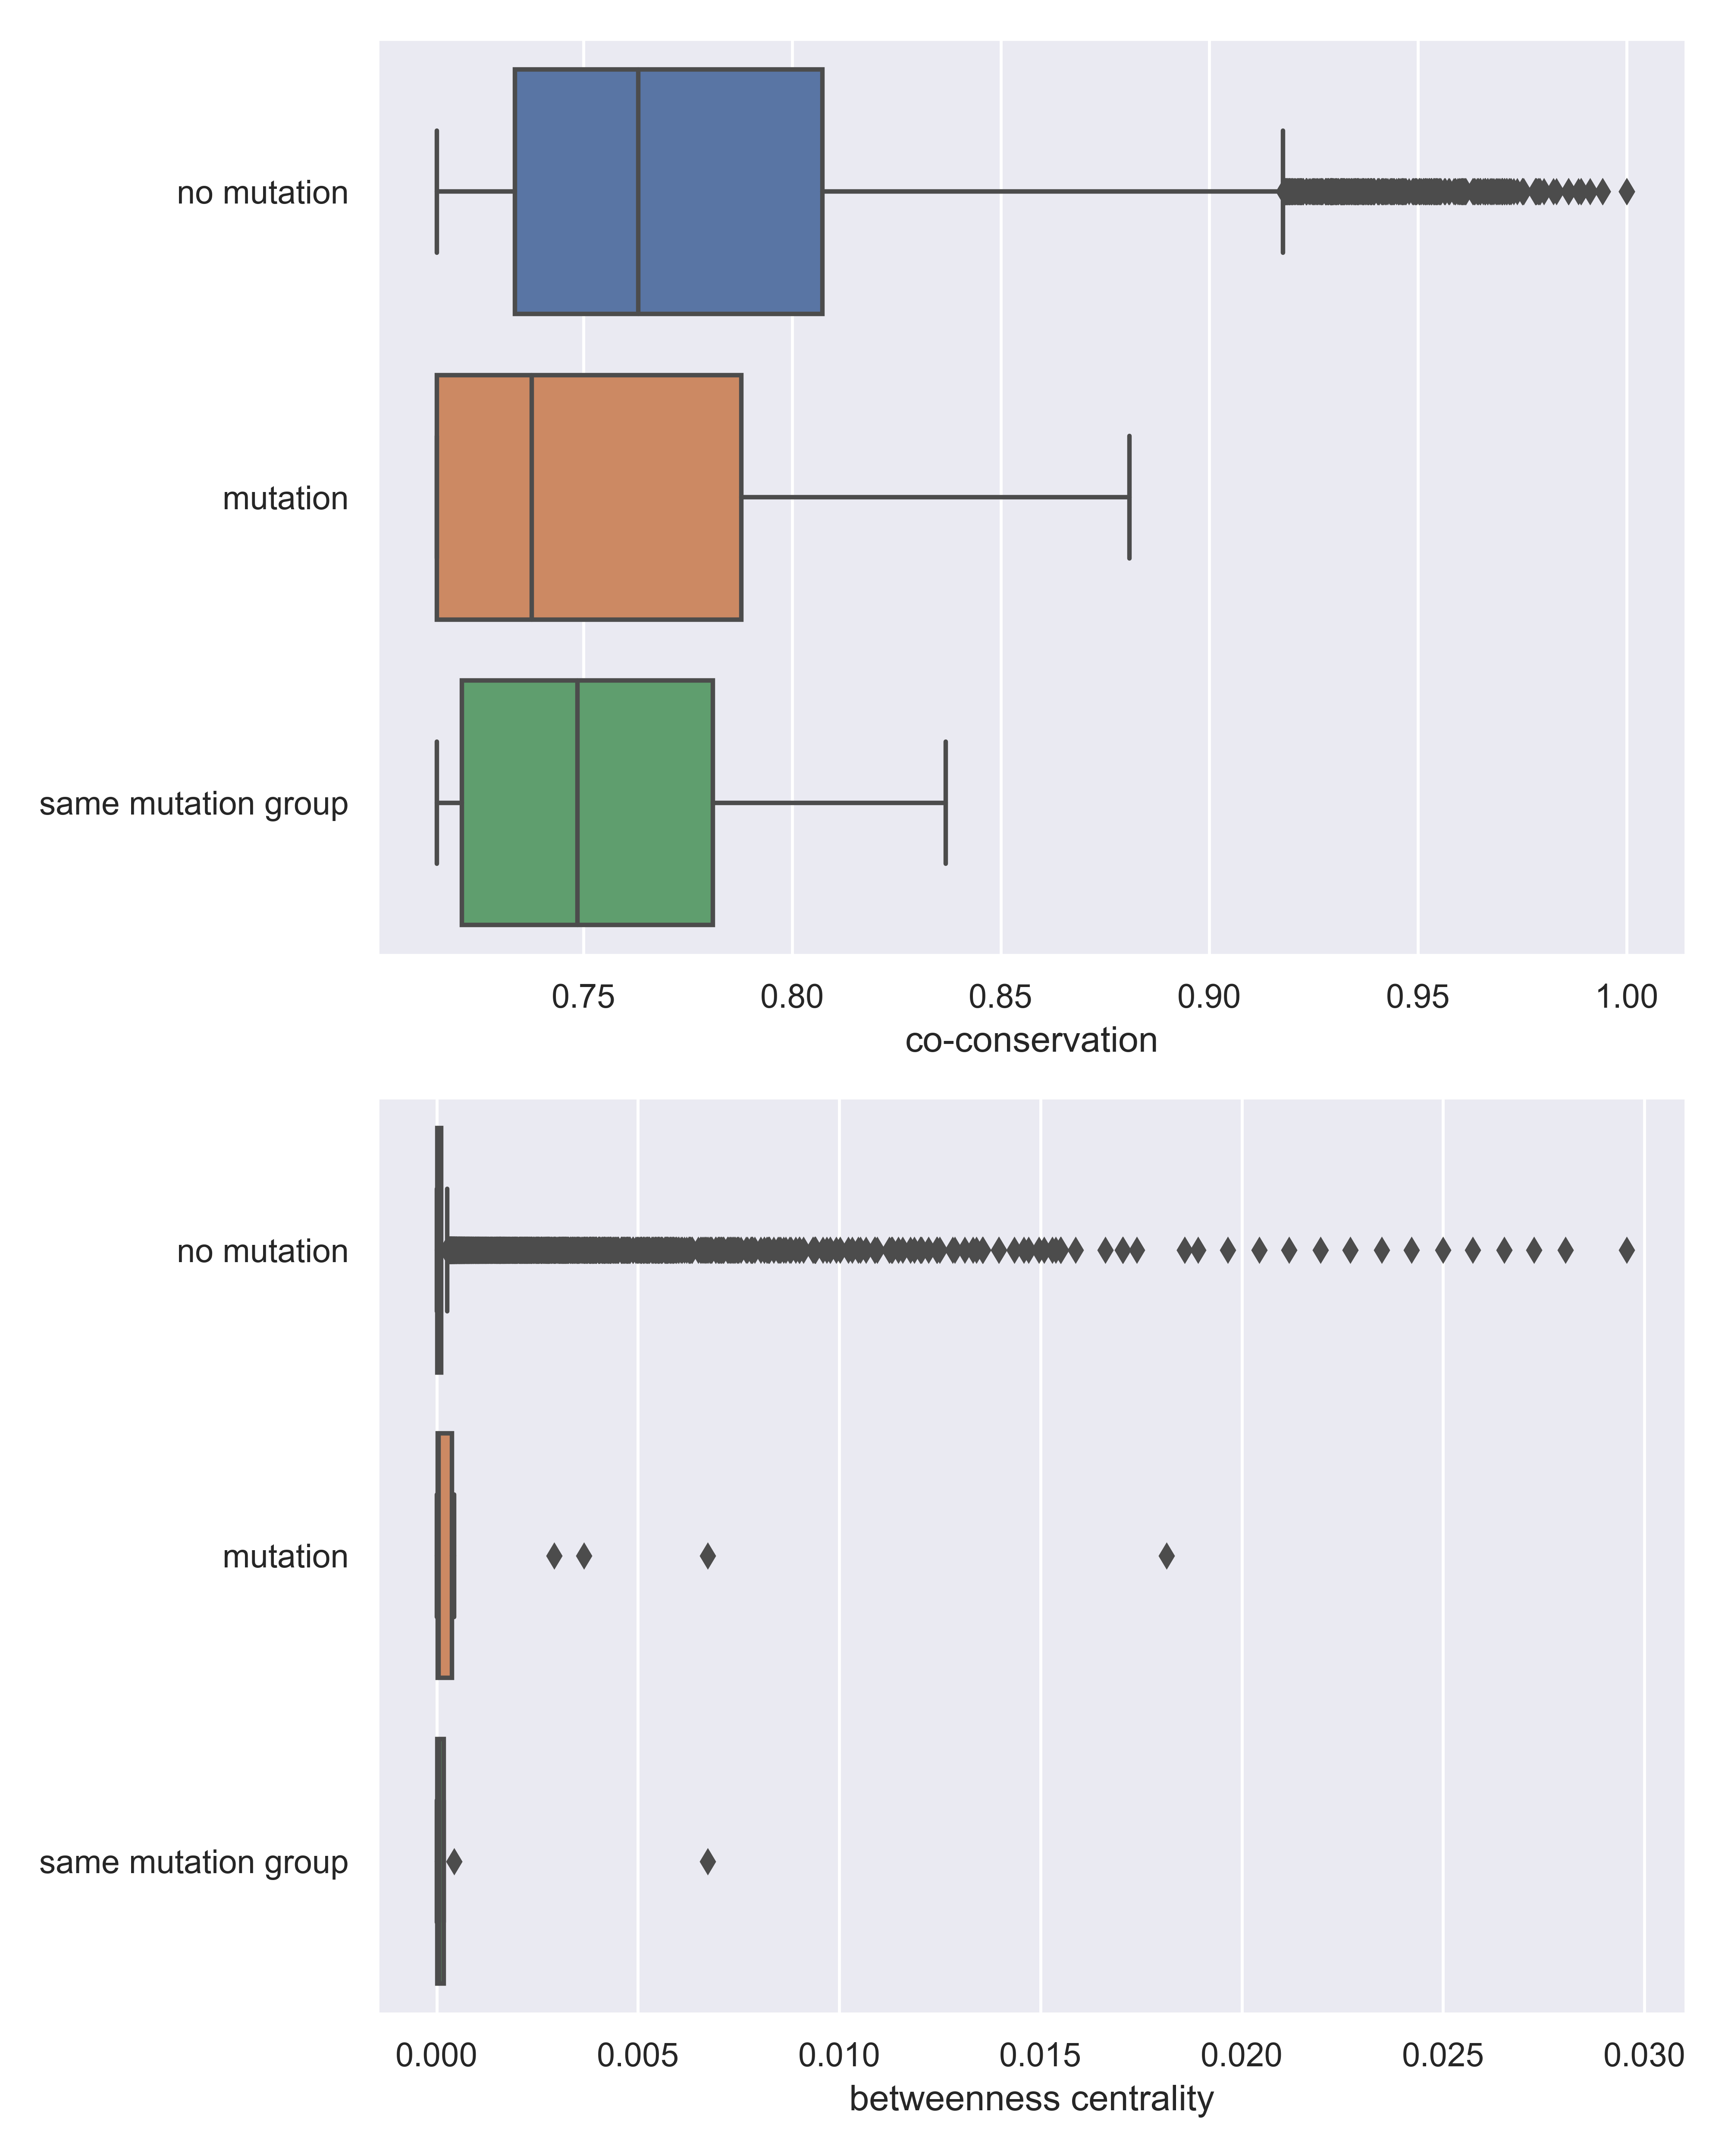 no mutation
mutation
same mutation group
0.75 0.80 0.85 0.90 0.95 1.00
co-conservation
no mutation
mutation
same mutation group
0.000 0.005 0.010 0.015 0.020 0.025 0.030
betweenness centrality